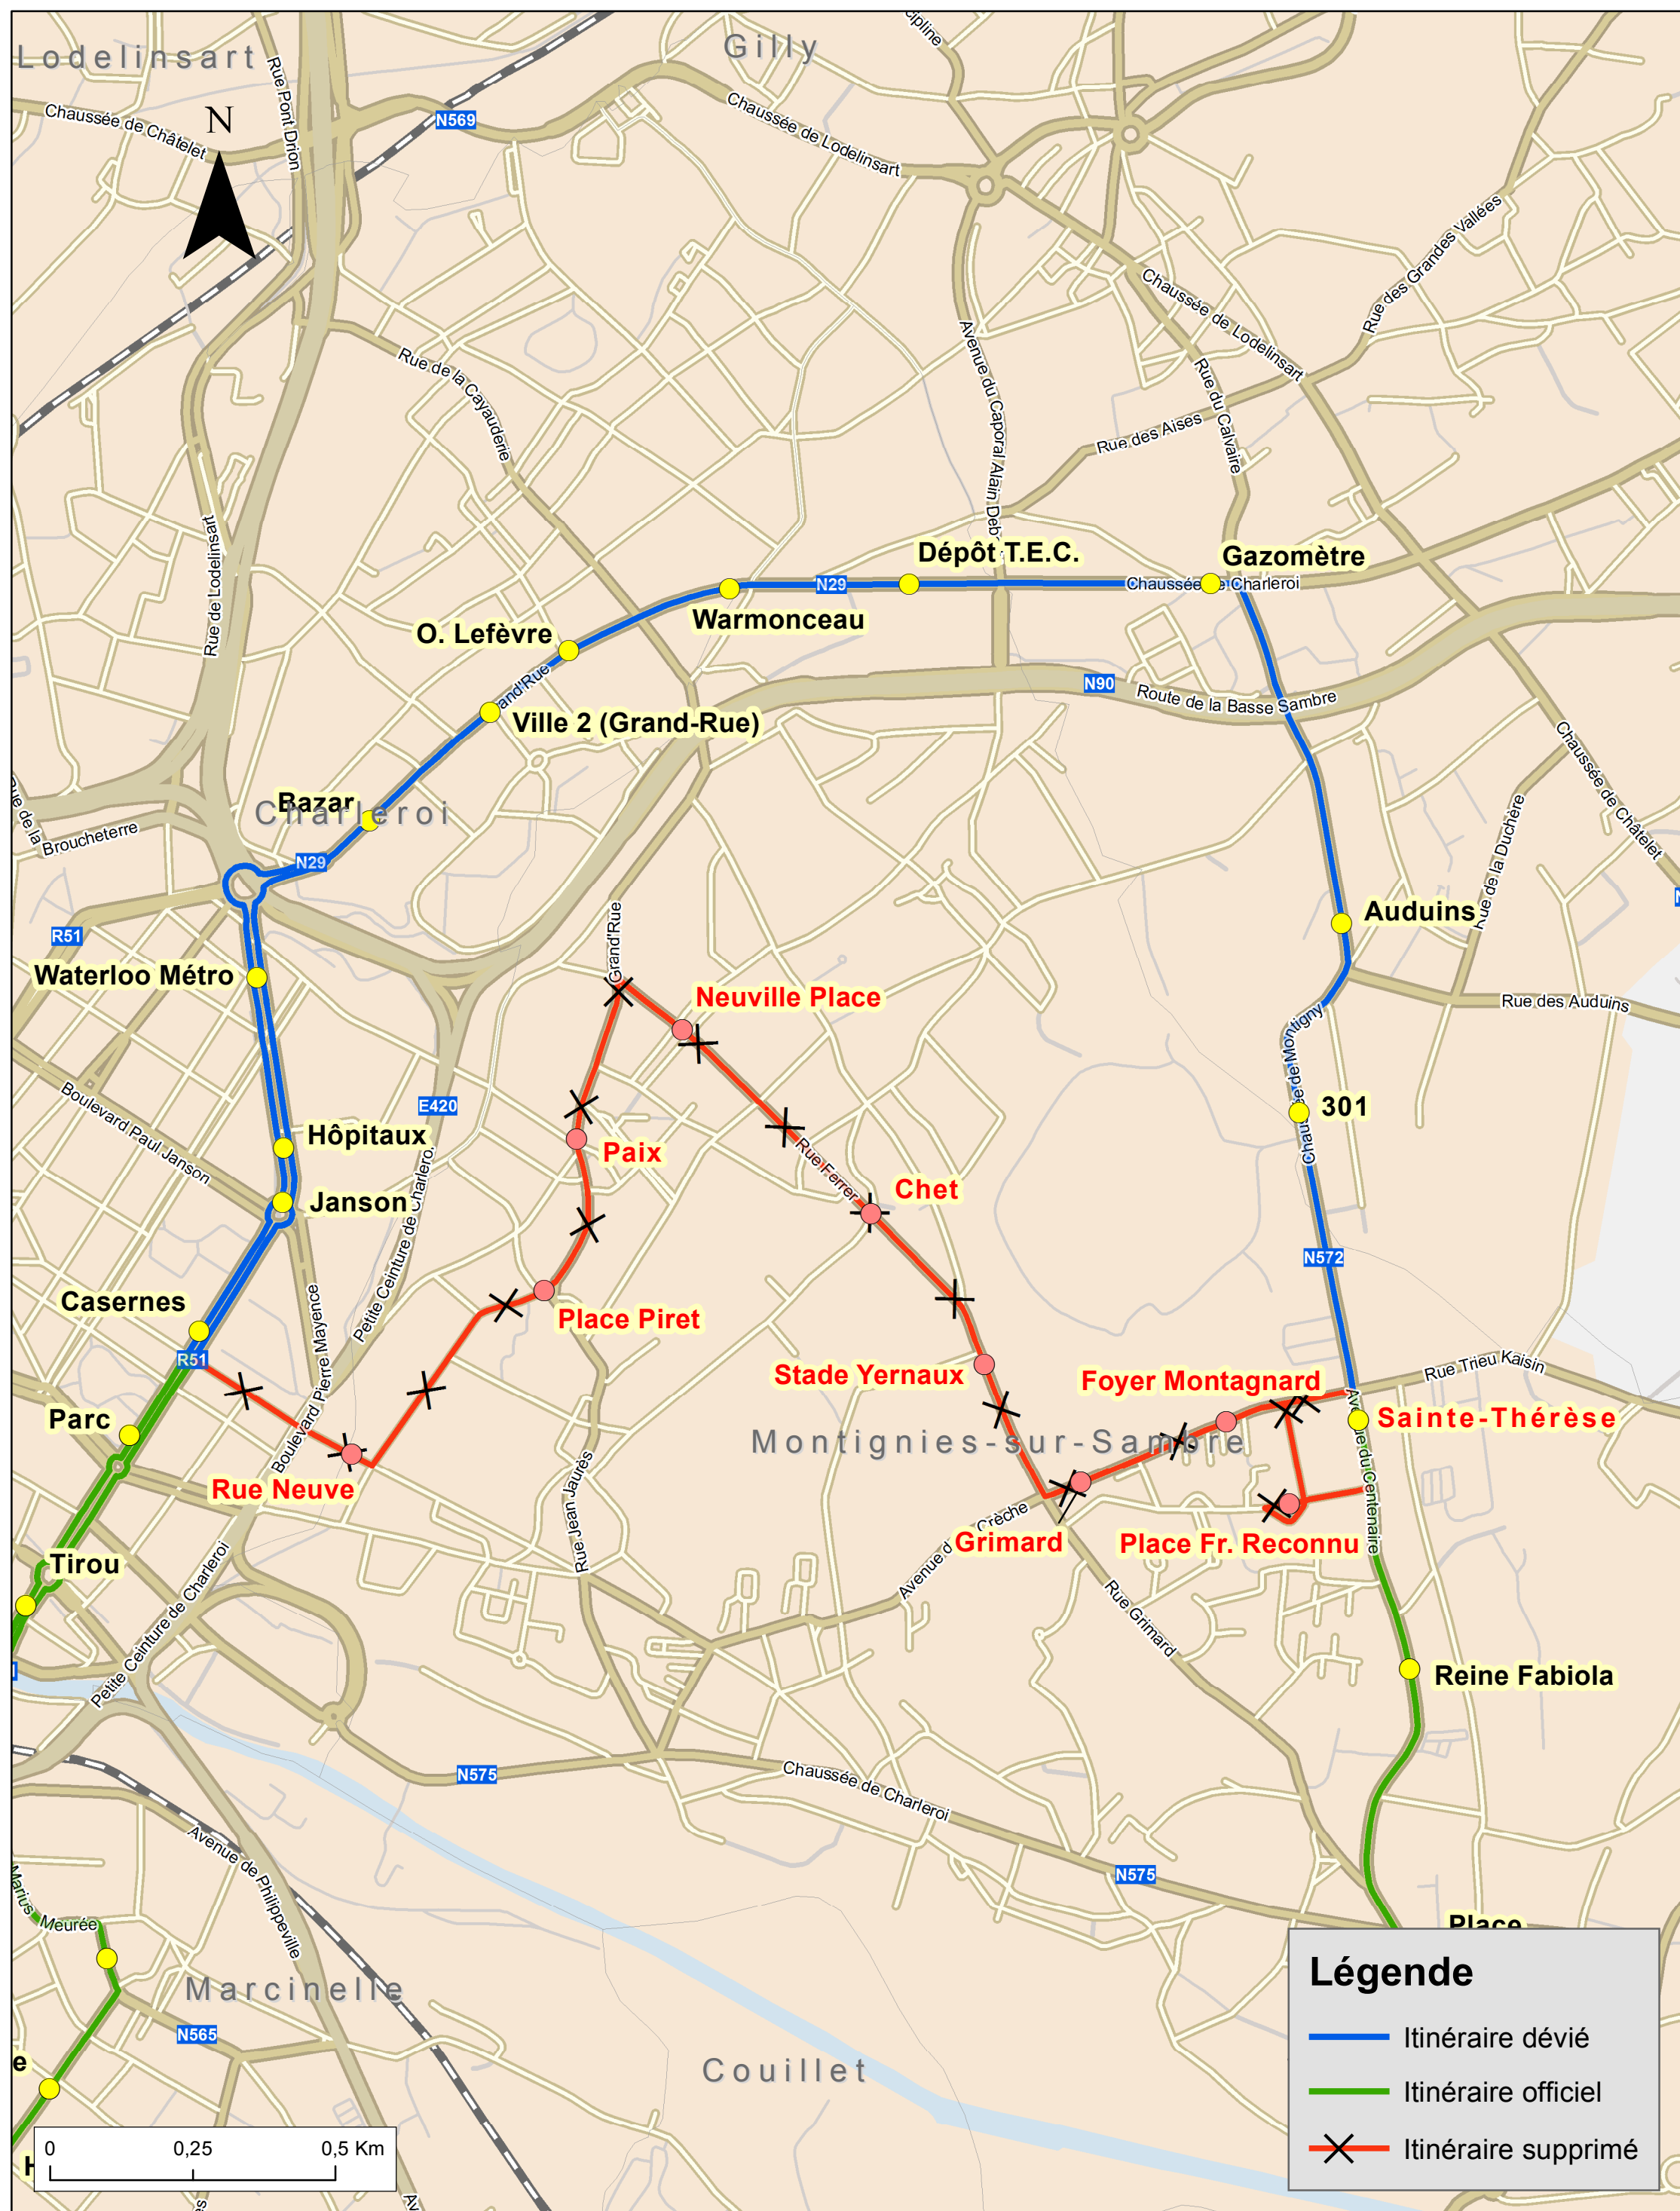 Lodelinsart
Gilly
Rue Pont Drion
Chaussée de Châtelet
N
N569
Chaussée de Lodelinsart
Rue des Grandes Vallées
Chaussée de Lodelinsart
Avenue du Caporal Alain Deb
Rue du Calvaire
Rue des Aises
Rue de la Cayauderie
Rue de Lodelinsart
Dépôt T.E.C.
Gazomètre
N29
Chaussée de Charleroi
Warmonceau
O. Lefèvre
and'Rue
Ville 2 (Grand-Rue)
N90
Route de la Basse Sambre
Chaussée de Châtelet
Bazar
Charleroi
Rue de la
Broucheterre
N29
Rue de la Duchère
Auduins
R51
Grand'Rue
Waterloo Métro
Neuville Place
Rue des Auduins
Chaussée de Montigny
301
E420
Boulevard Paul Janson
Hôpitaux
Paix
Rue Ferrer
Janson
Chet
Petite Ceinture de Charleroi
N572
Casernes
Boulevard Pierre Mayence
Place Piret
R51
Stade Yernaux
Foyer Montagnard
Rue Trieu Kaisin
Parc
Sainte-Thérèse
Montignies-sur-Sambre
Avenue du Centenaire
Rue Neuve
Rue Jean Jaurès
Crèche
Avenue d
Grimard
Place Fr. Reconnu
Tirou
Petite Ceinture de Charleroi
Rue Grimard
Reine Fabiola
N575
Chaussée de Charleroi
N575
Avenue de Philippeville
Marius Meurée
Place
Marcinelle
N565
Couillet
e
H
Légende
Itinéraire dévié
Itinéraire officiel
Itinéraire supprimé
0 0,25 0,5 Km